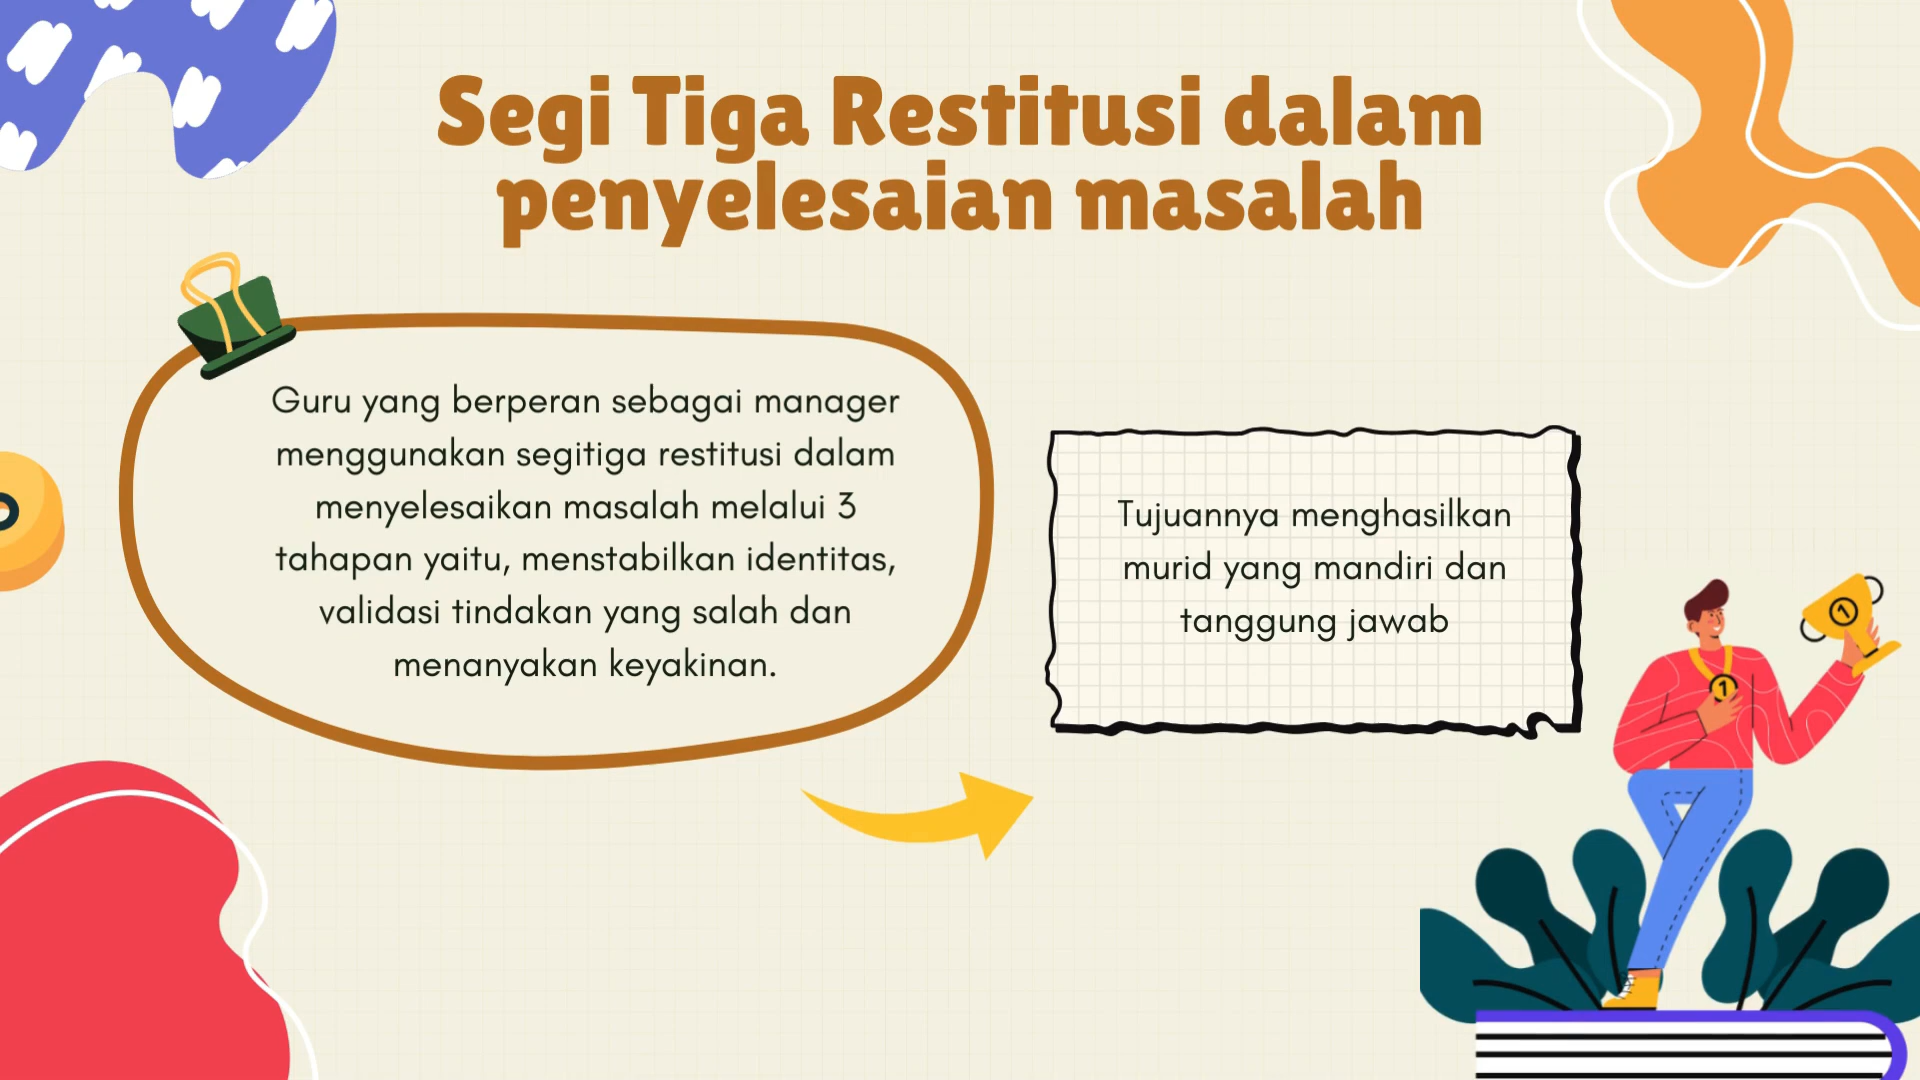 Segi Tiga Restitusi dalam
penyelesaian masalah
Guru yang berperan sebagai manager
menggunakan segitiga restitusi dalam
menyelesaikan masalah melalui 3
tahapan yaitu, menstabilkan identitas,
validasi tindakan yang salah dan
menanyakan keyakinan.
Tujuannya menghasilkan
murid yang mandiri dan
tanggung jawab
1
1